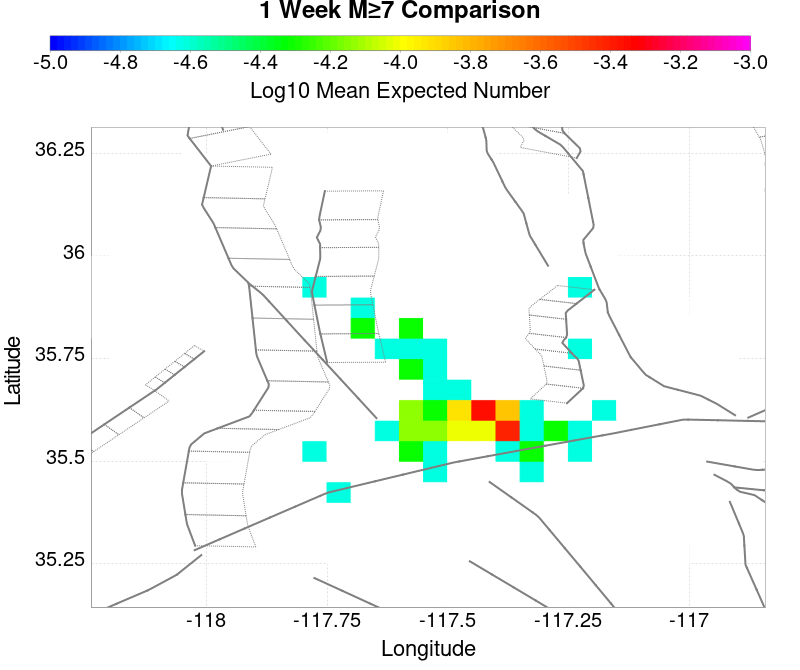 1 Week M≥7 Comparison
-5.0 -4.8 -4.6 -4.4 -4.2 -4.0 -3.8 -3.6 -3.4 -3.2 -3.0
Log10 Mean Expected Number
36.25
36
35.75
35.5
35.25
Latitude
-118 -117.75 -117.5 -117.25 -117
Longitude